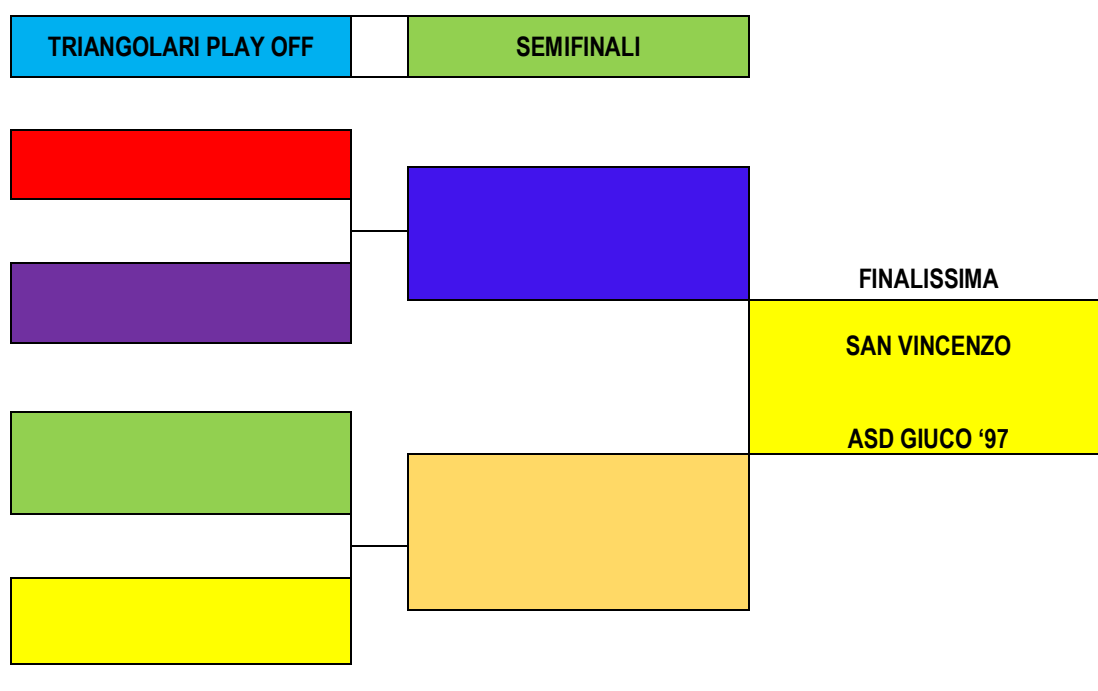 TRIANGOLARI PLAY OFF
SEMIFINALI
FINALISSIMA
SAN VINCENZO
ASD GIUCO ‘97